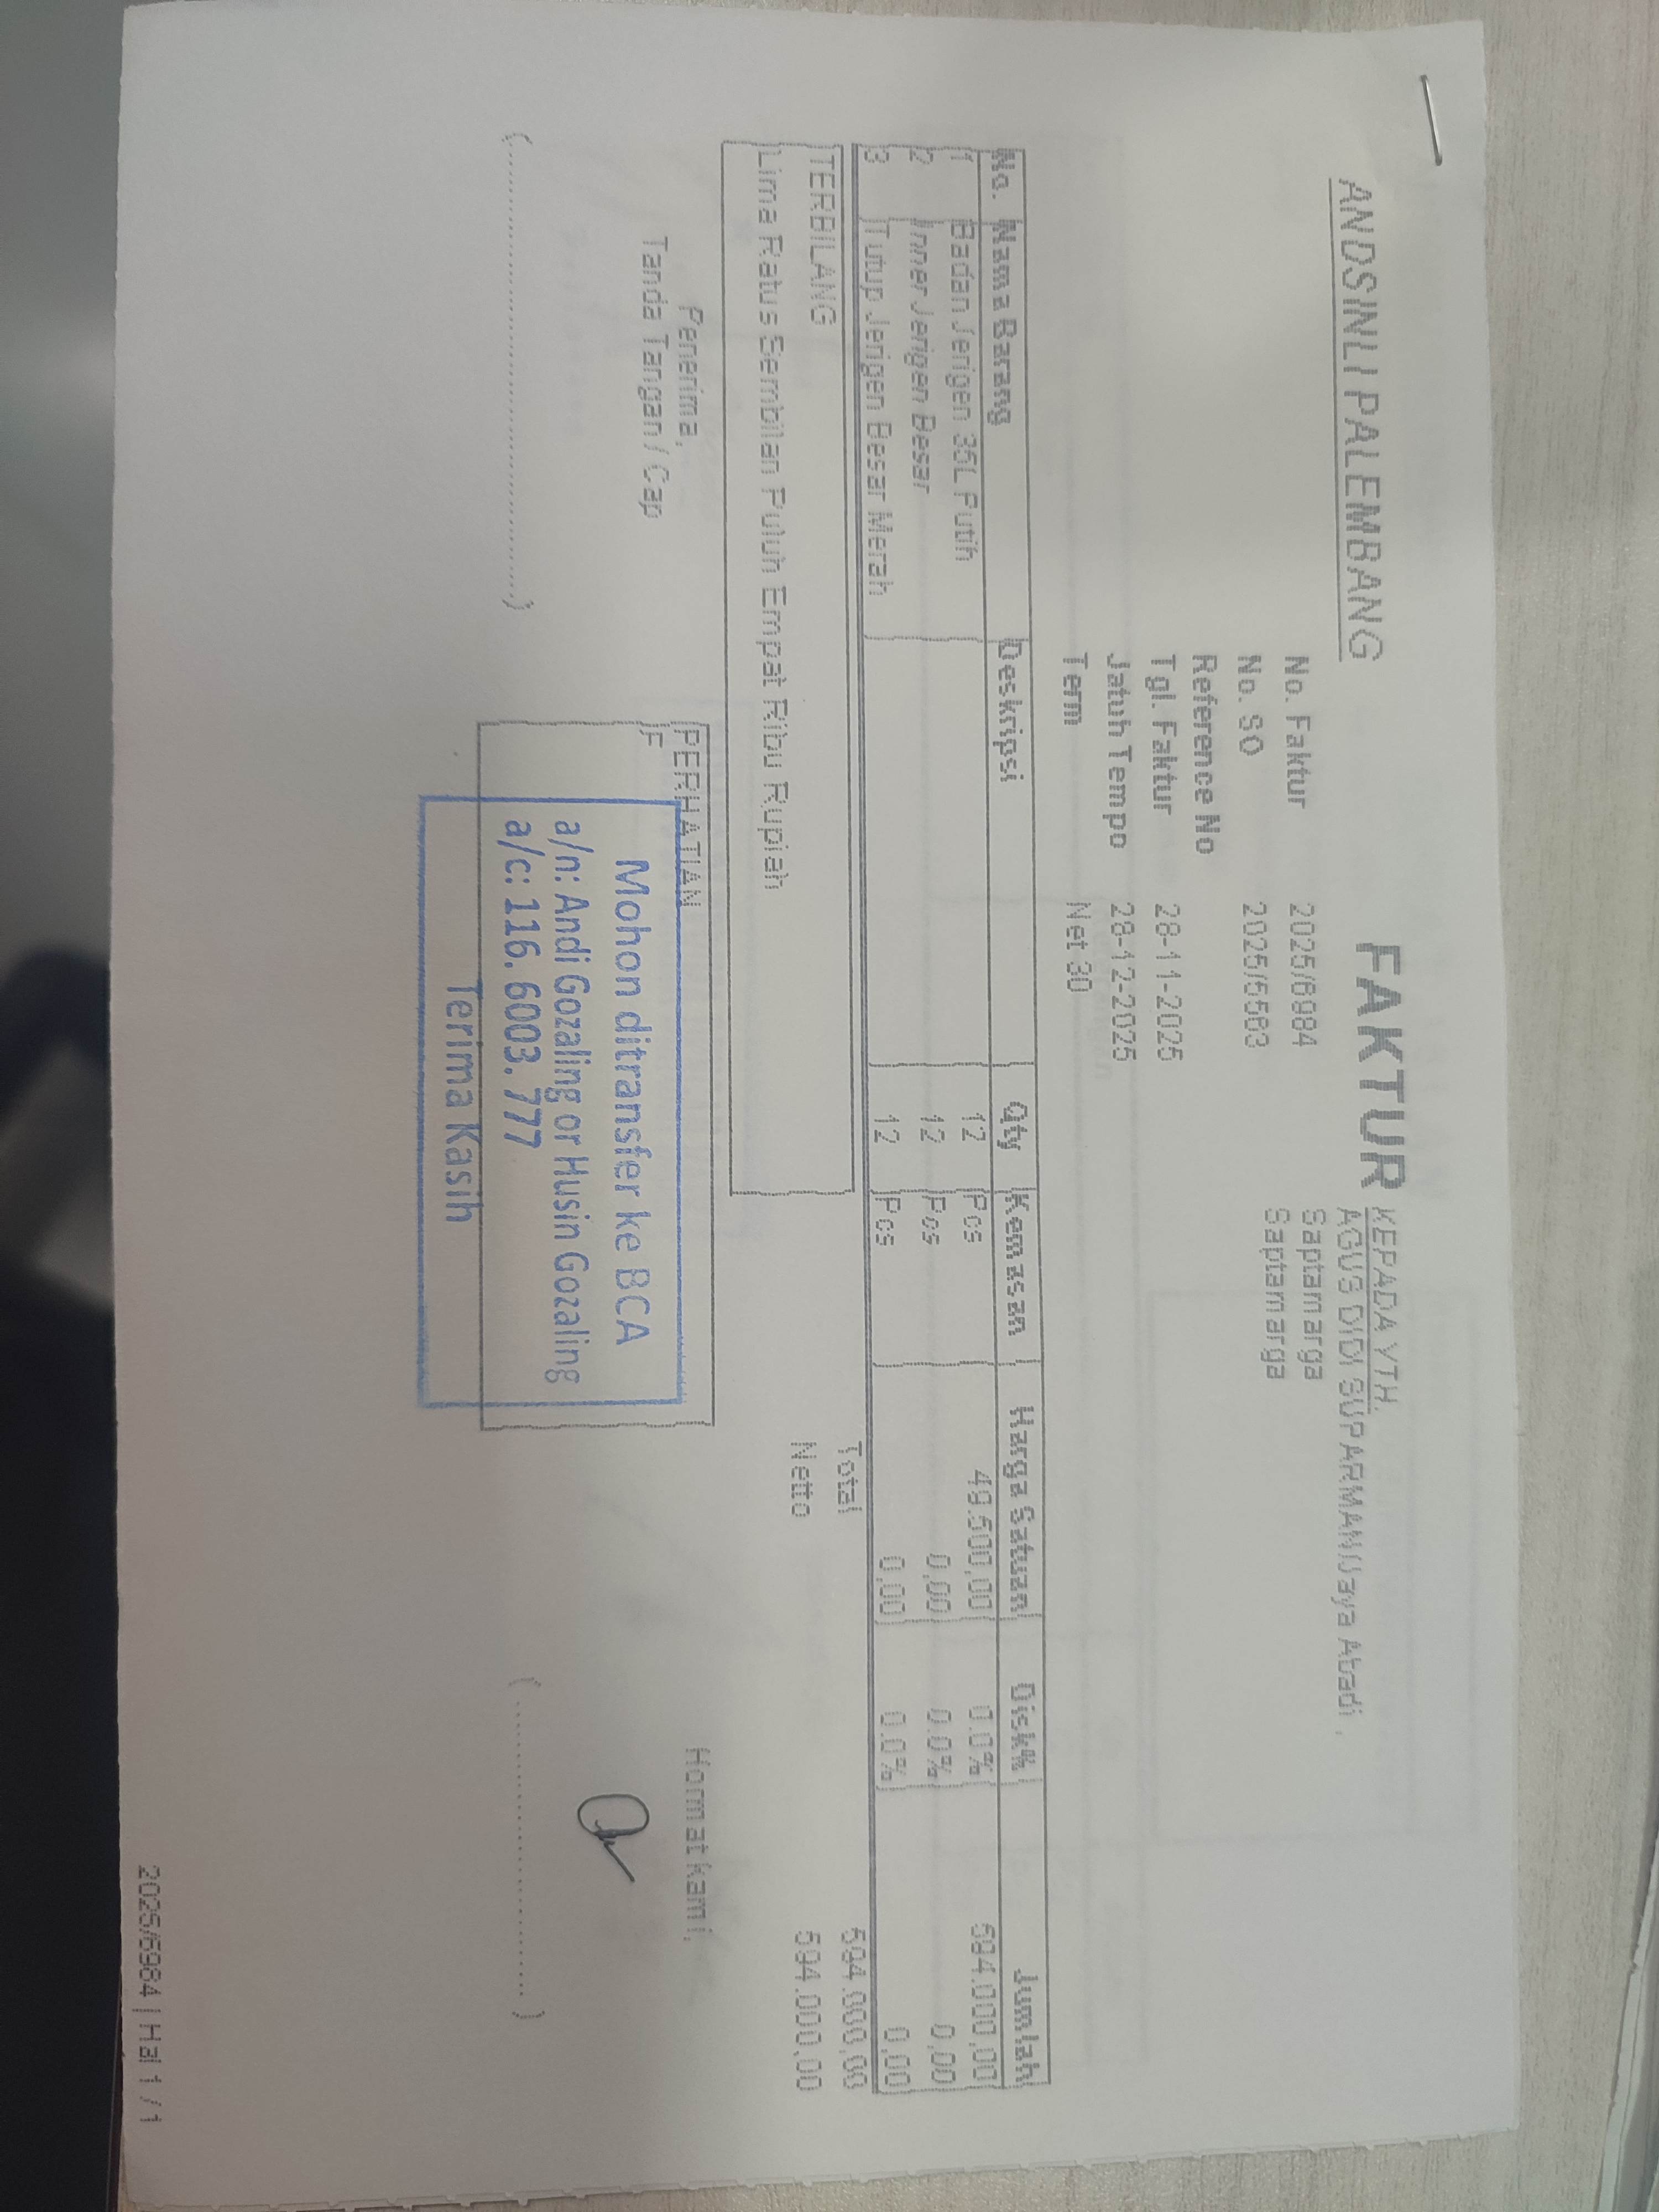 ANDSINLI PALEMBANG
FAKTUR
KEPADA YTH.
AGUS DIDI SUPARMAN(Jaya Abadi ,
Saptamarga
Saptamarga
No. Faktur 2025/6984
No. SO 2025/5583
Reference No
Tgl. Faktur 28-11-2025
Jatuh Tempo 28-12-2025
Term Net 30
No. Nama Barang Deskripsi Qty Kemasan Harga Satuan Disk% Jumlah
1 Badan Jerigen 35L Putih 12 Pcs 49.500,00 0.0% 594.000,00
2 Inner Jerigen Besar 12 Pcs 0,00 0.0% 0,00
3 Tutup Jerigen Besar Merah 12 Pcs 0,00 0.0% 0,00
TERBILANG
Lima Ratus Sembilan Puluh Empat Ribu Rupiah
Total 594.000,00
Netto 594.000,00
Penerima,
Tanda Tangan / Cap
PERHATIAN
F
Mohon ditransfer ke BCA
a/n: Andi Gozaling or Husin Gozaling
a/c: 116. 6003. 777
Terima Kasih
Hormat kami,
(..............................)
(..............................)
2025/6984 | Hal 1 / 1